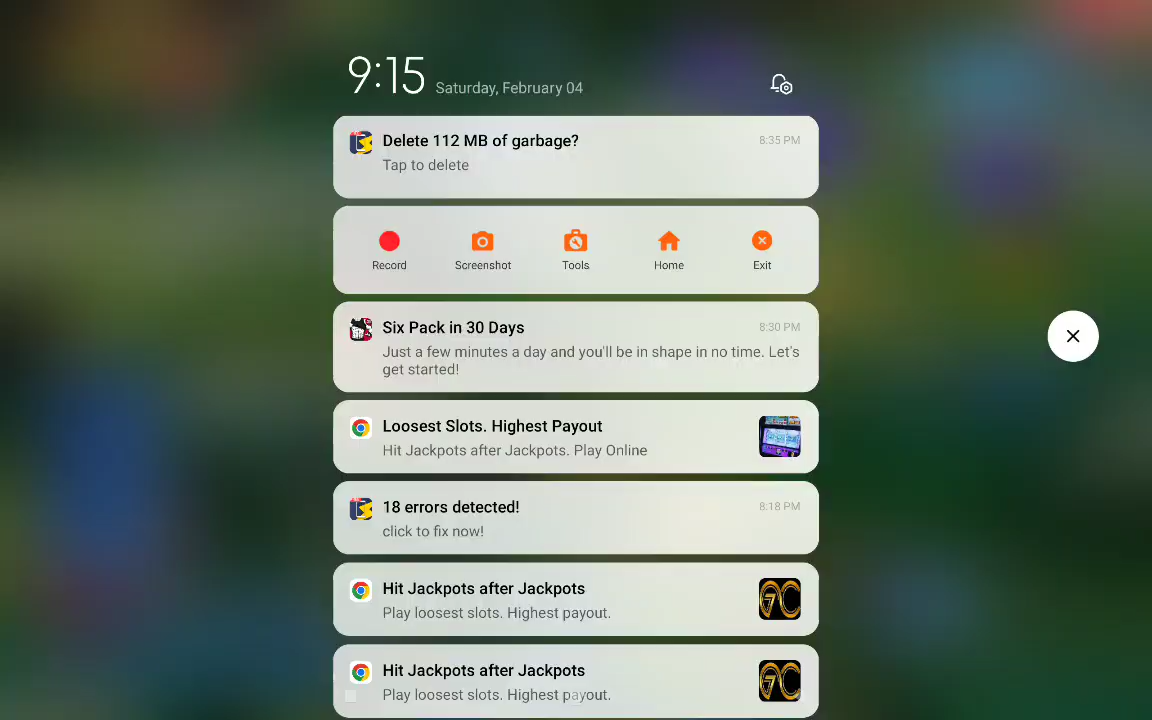 9:15 Saturday, February 04
Delete 112 MB of garbage? 8:35 PM
Tap to delete
Record Screenshot Tools Home Exit
Six Pack in 30 Days 8:30 PM
Just a few minutes a day and you'll be in shape in no time. Let's
get started!
Loosest Slots. Highest Payout
Hit Jackpots after Jackpots. Play Online
18 errors detected! 8:18 PM
click to fix now!
Hit Jackpots after Jackpots
Play loosest slots. Highest payout.
7C
Hit Jackpots after Jackpots
Play loosest slots. Highest payout.
7C